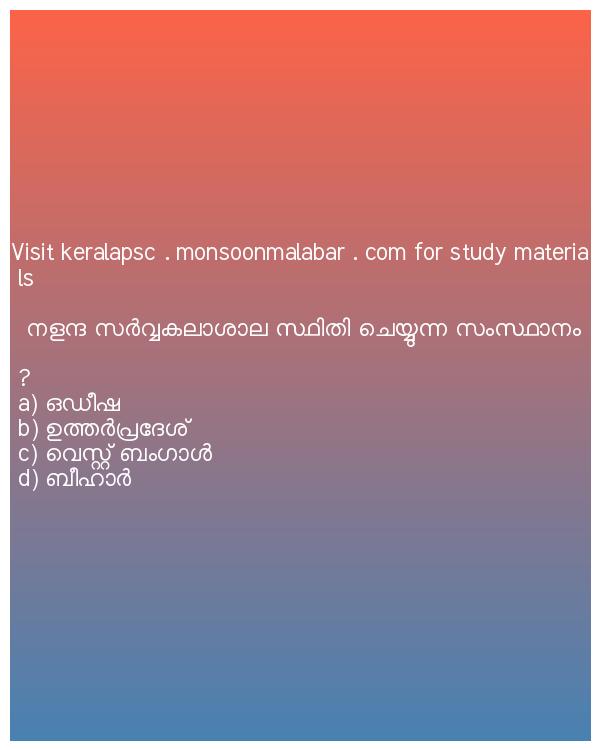 Visit keralapsc . monsoonmalabar . com for study materia
ls
നളന്ദ സർവ്വകലാശാല സ്ഥിതി ചെയ്യുന്ന സംസ്ഥാനം
?
a) ഒഡീഷ
b) ഉത്തർപ്രദേശ്
c) വെസ്റ്റ് ബംഗാൾ
d) ബീഹാർ